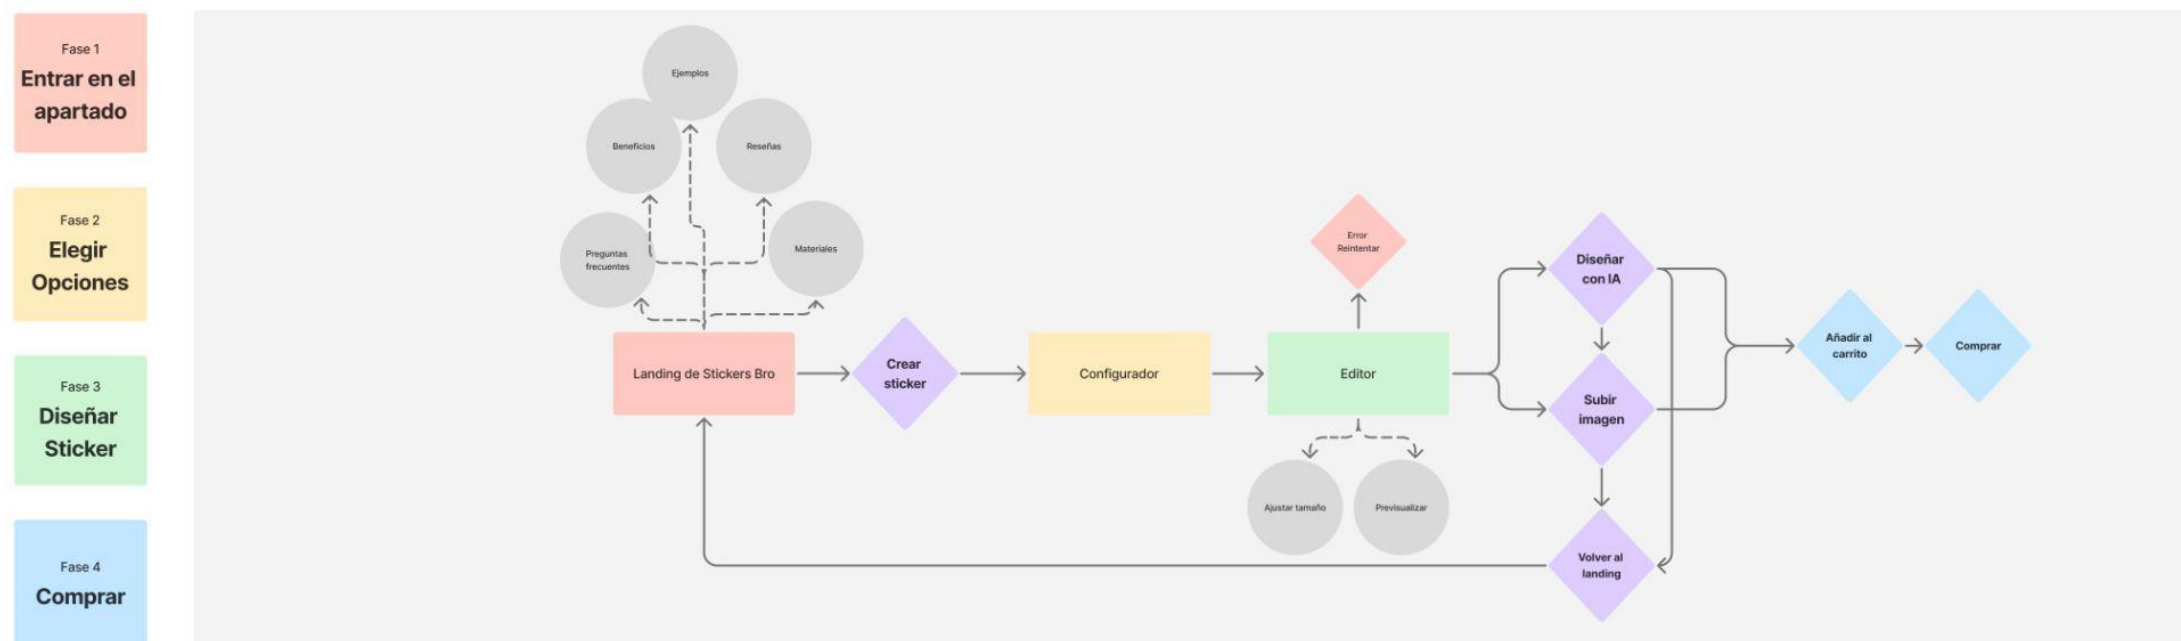 Fase 1
Entrar en el
apartado
Fase 2
Elegir
Opciones
Fase 3
Diseñar
Sticker
Fase 4
Comprar
Ejemplos
Beneficios
Reseñas
Preguntas
frecuentes
Materiales
Landing de Stickers Bro
Crear
sticker
Configurador
Error
Reintentar
Editor
Ajustar tamaño
Previsualizar
Diseñar
con IA
Subir
imagen
Volver al
landing
Añadir al
carrito
Comprar